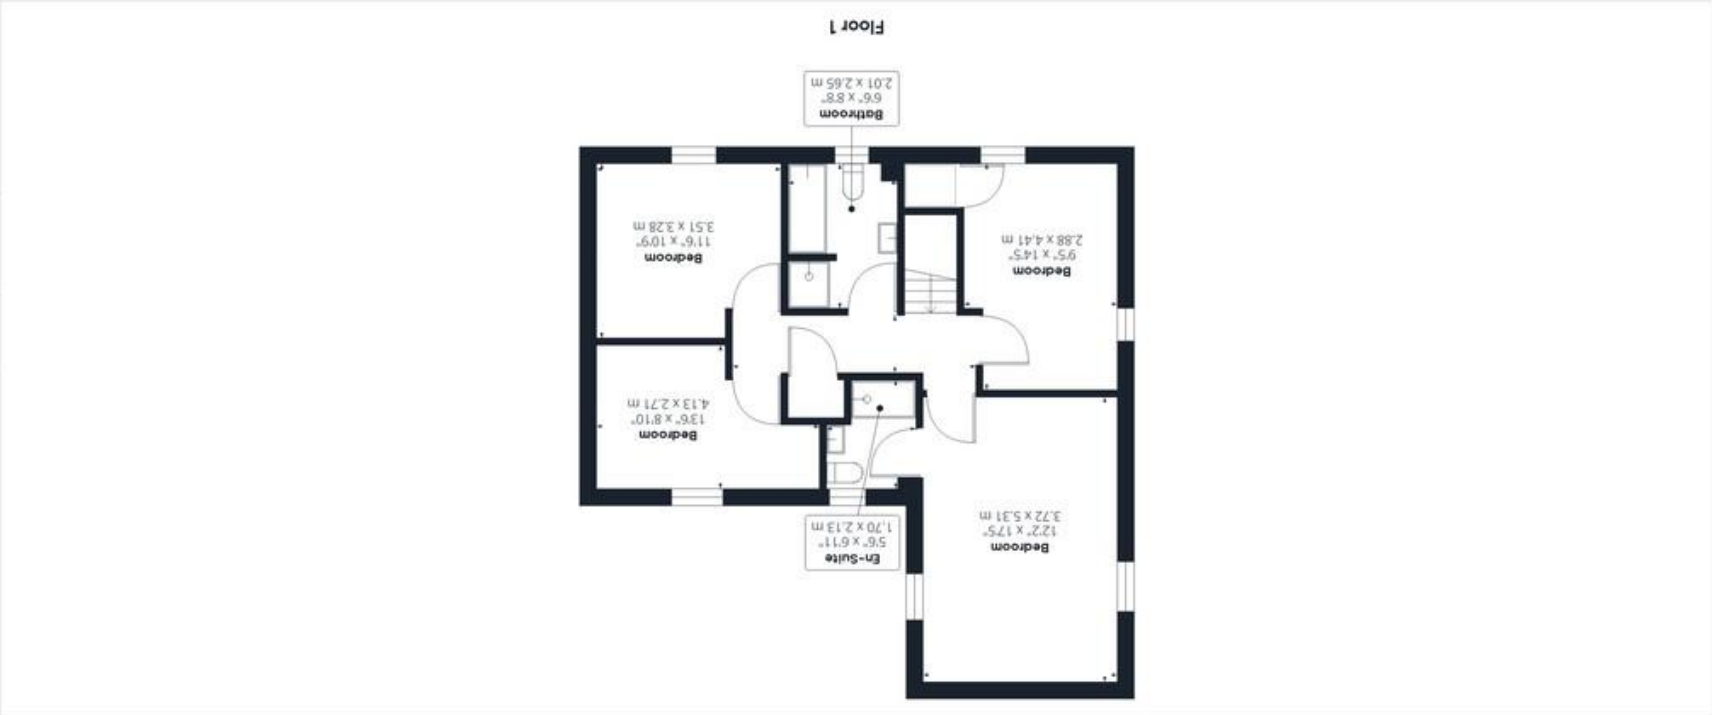 En-Suite
5'6" x 6'11"
1.70 x 2.13 m
Bedroom
12'2" x 17'5"
3.72 x 5.31 m
Bedroom
13'6" x 8'10"
4.13 x 2.71 m
Bedroom
9'5" x 14'5"
2.88 x 4.41 m
Bedroom
11'6" x 10'9"
3.51 x 3.28 m
Bathroom
6'6" x 8'8"
2.01 x 2.65 m
Floor 1